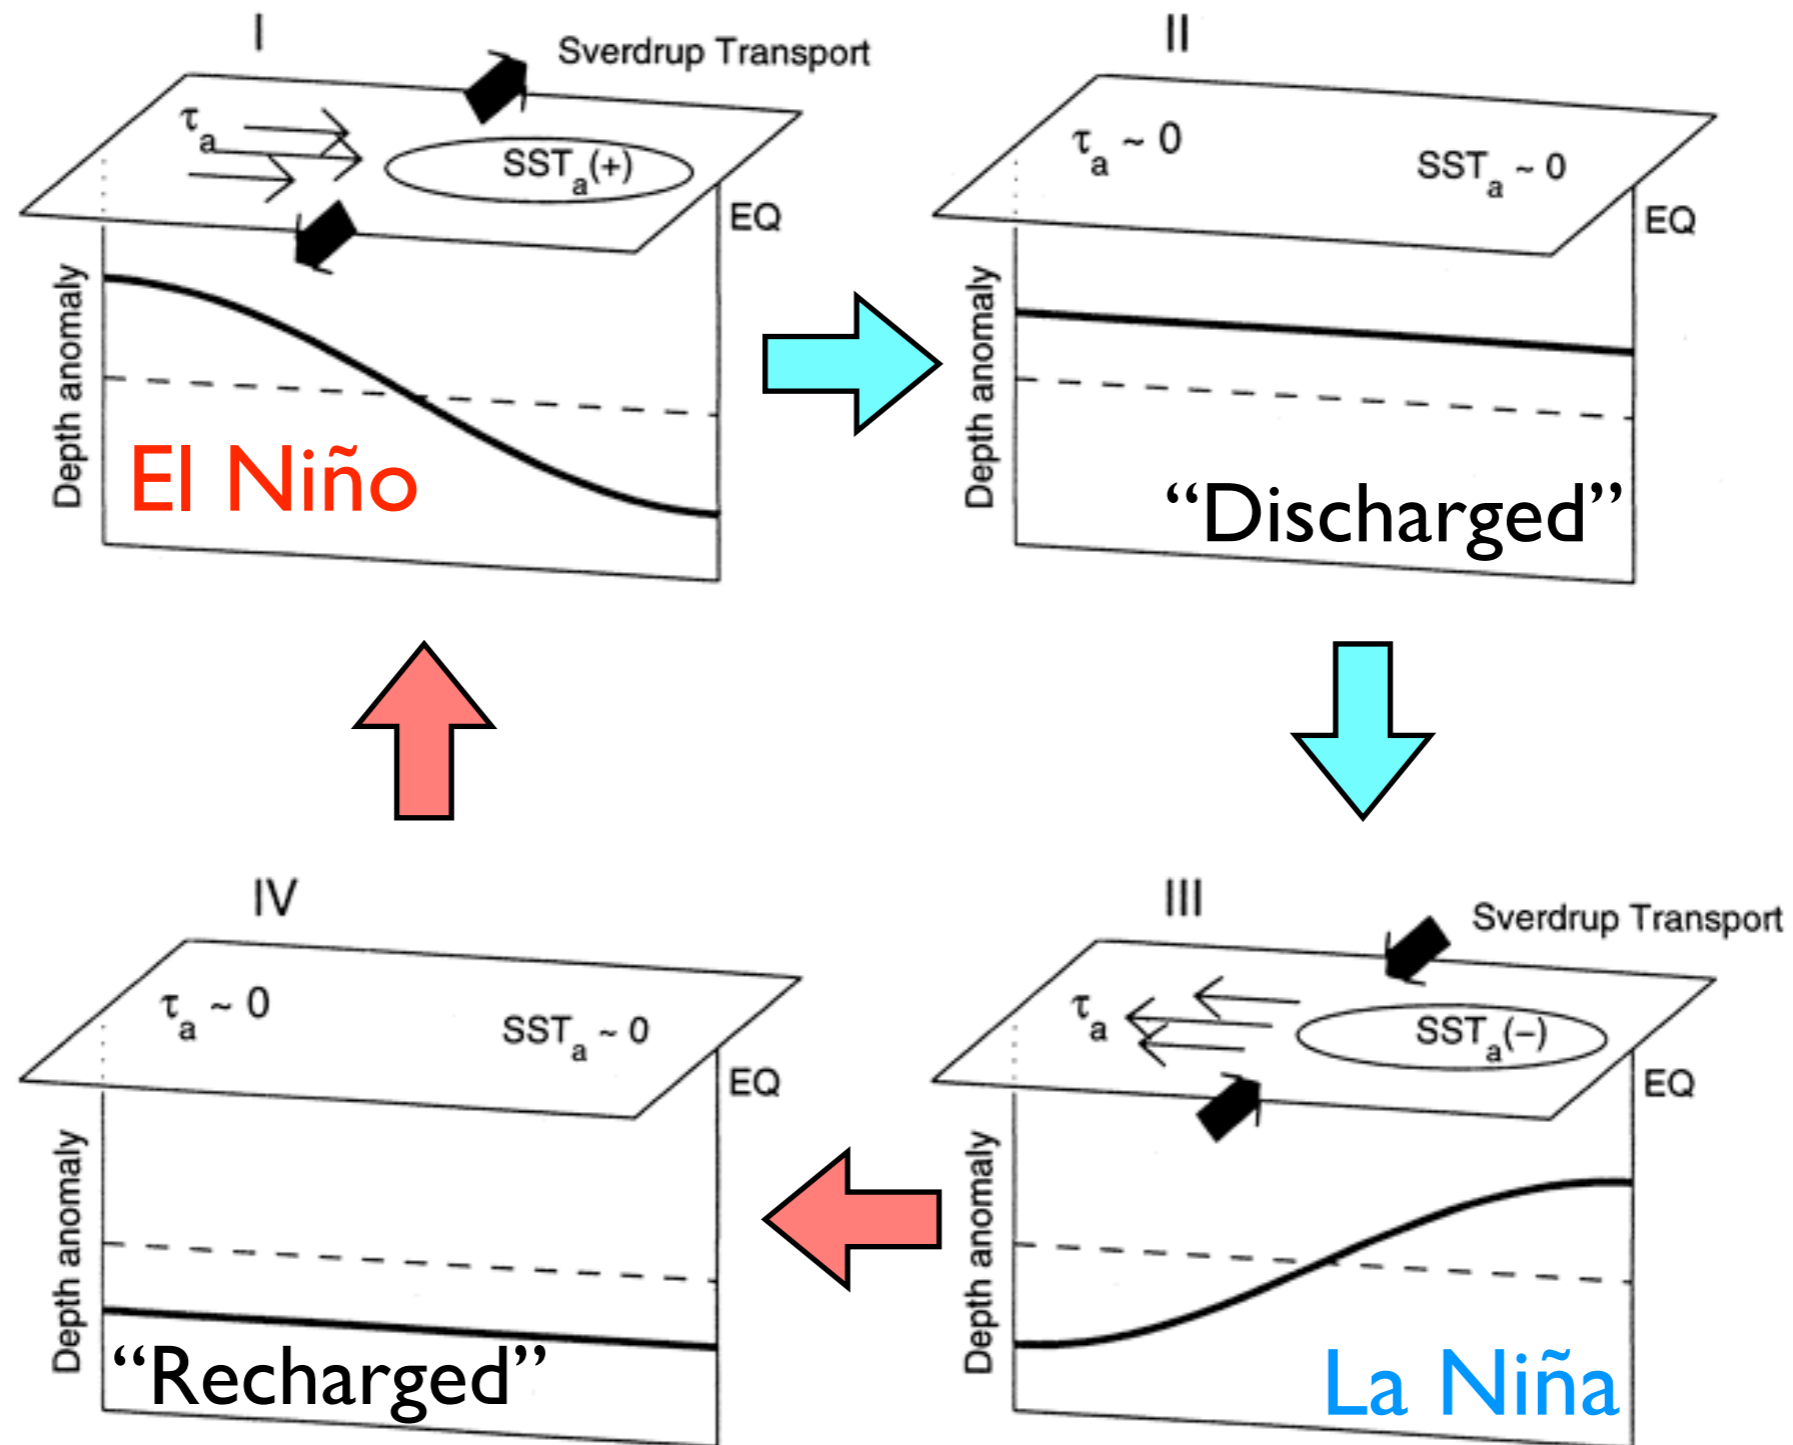 I
Sverdrup Transport
τa
SSTa(+)
EQ
Depth anomaly
El Niño
II
τa ~ 0
SSTa ~ 0
EQ
Depth anomaly
“Discharged”
IV
τa ~ 0
SSTa ~ 0
EQ
Depth anomaly
“Recharged”
III
Sverdrup Transport
τa
SSTa(–)
EQ
Depth anomaly
La Niña